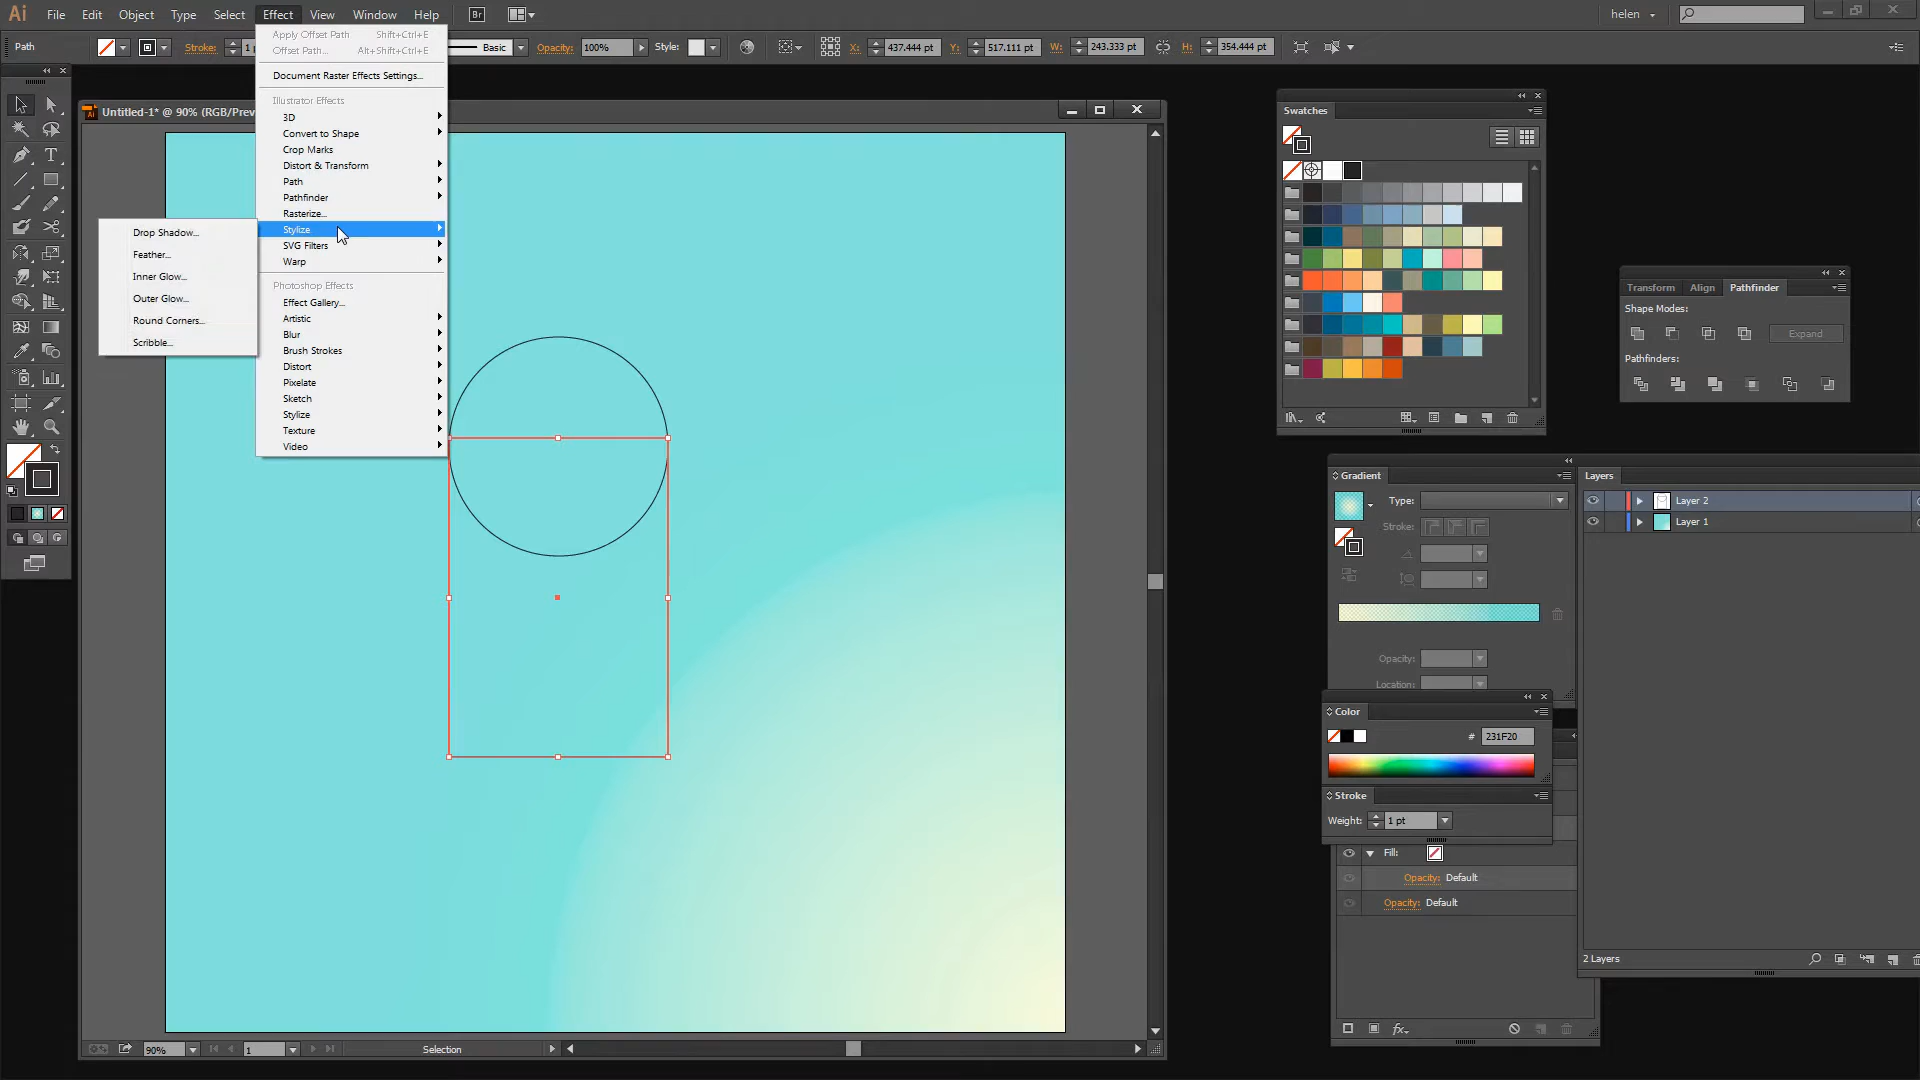 Ai File Edit Object Type Select Effect View Window Help Br helen
Path Stroke: 1 p Basic Opacity: 100% Style: X: 437.444 pt Y: 517.111 pt W: 243.333 pt H: 354.444 pt
Apply Offset Path Shift+Ctrl+E
Offset Path... Alt+Shift+Ctrl+E
Document Raster Effects Settings...
Illustrator Effects
3D
Convert to Shape
Crop Marks
Distort & Transform
Path
Pathfinder
Rasterize...
Stylize
SVG Filters
Warp
Photoshop Effects
Effect Gallery...
Artistic
Blur
Brush Strokes
Distort
Pixelate
Sketch
Stylize
Texture
Video
Drop Shadow...
Feather...
Inner Glow...
Outer Glow...
Round Corners...
Scribble...
Ai Untitled-1* @ 90% (RGB/Prev
T
90% 1 Selection
Swatches
Transform Align Pathfinder
Shape Modes:
Expand
Pathfinders:
Gradient
Type:
Stroke:
Opacity:
Location:
Layers
Layer 2
Layer 1
2 Layers
Color
# 231F20
Stroke
Weight: 1 pt
Fill:
Opacity: Default
Opacity: Default
fx.